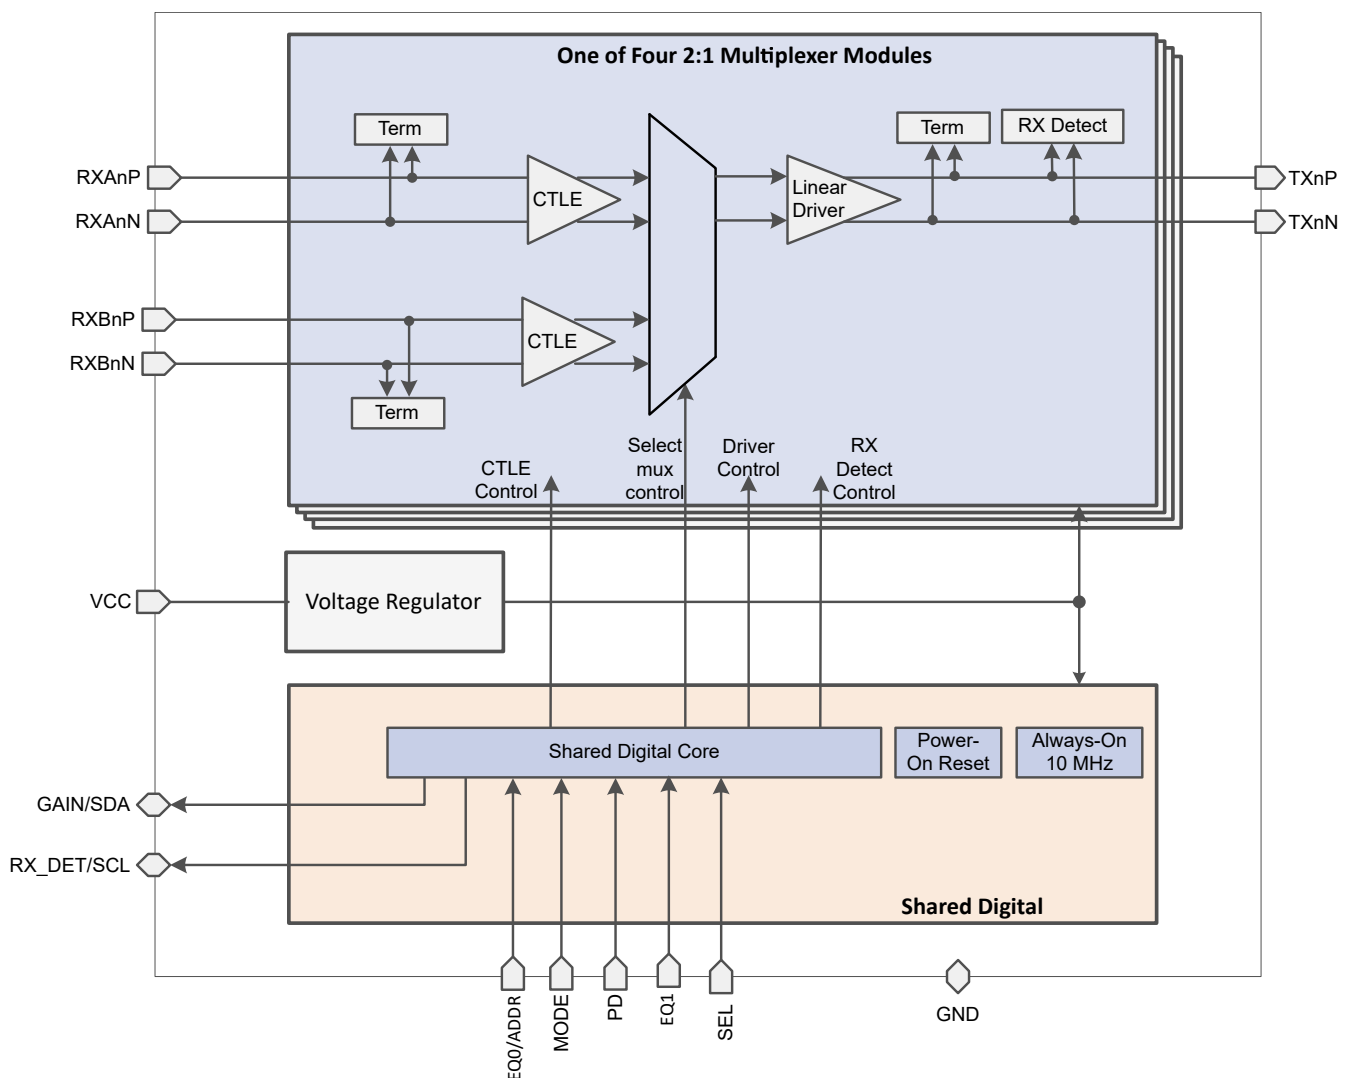 One of Four 2:1 Multiplexer Modules
Term
Term
RX Detect
RXAnP
RXAnN
CTLE
Linear
Driver
TXnP
TXnN
RXBnP
RXBnN
CTLE
Term
CTLE
Control
Select
mux
control
Driver
Control
RX
Detect
Control
VCC
Voltage Regulator
Shared Digital Core
Power-
On Reset
Always-On
10 MHz
GAIN/SDA
RX_DET/SCL
Shared Digital
EQ0/ADDR
MODE
PD
EQ1
SEL
GND